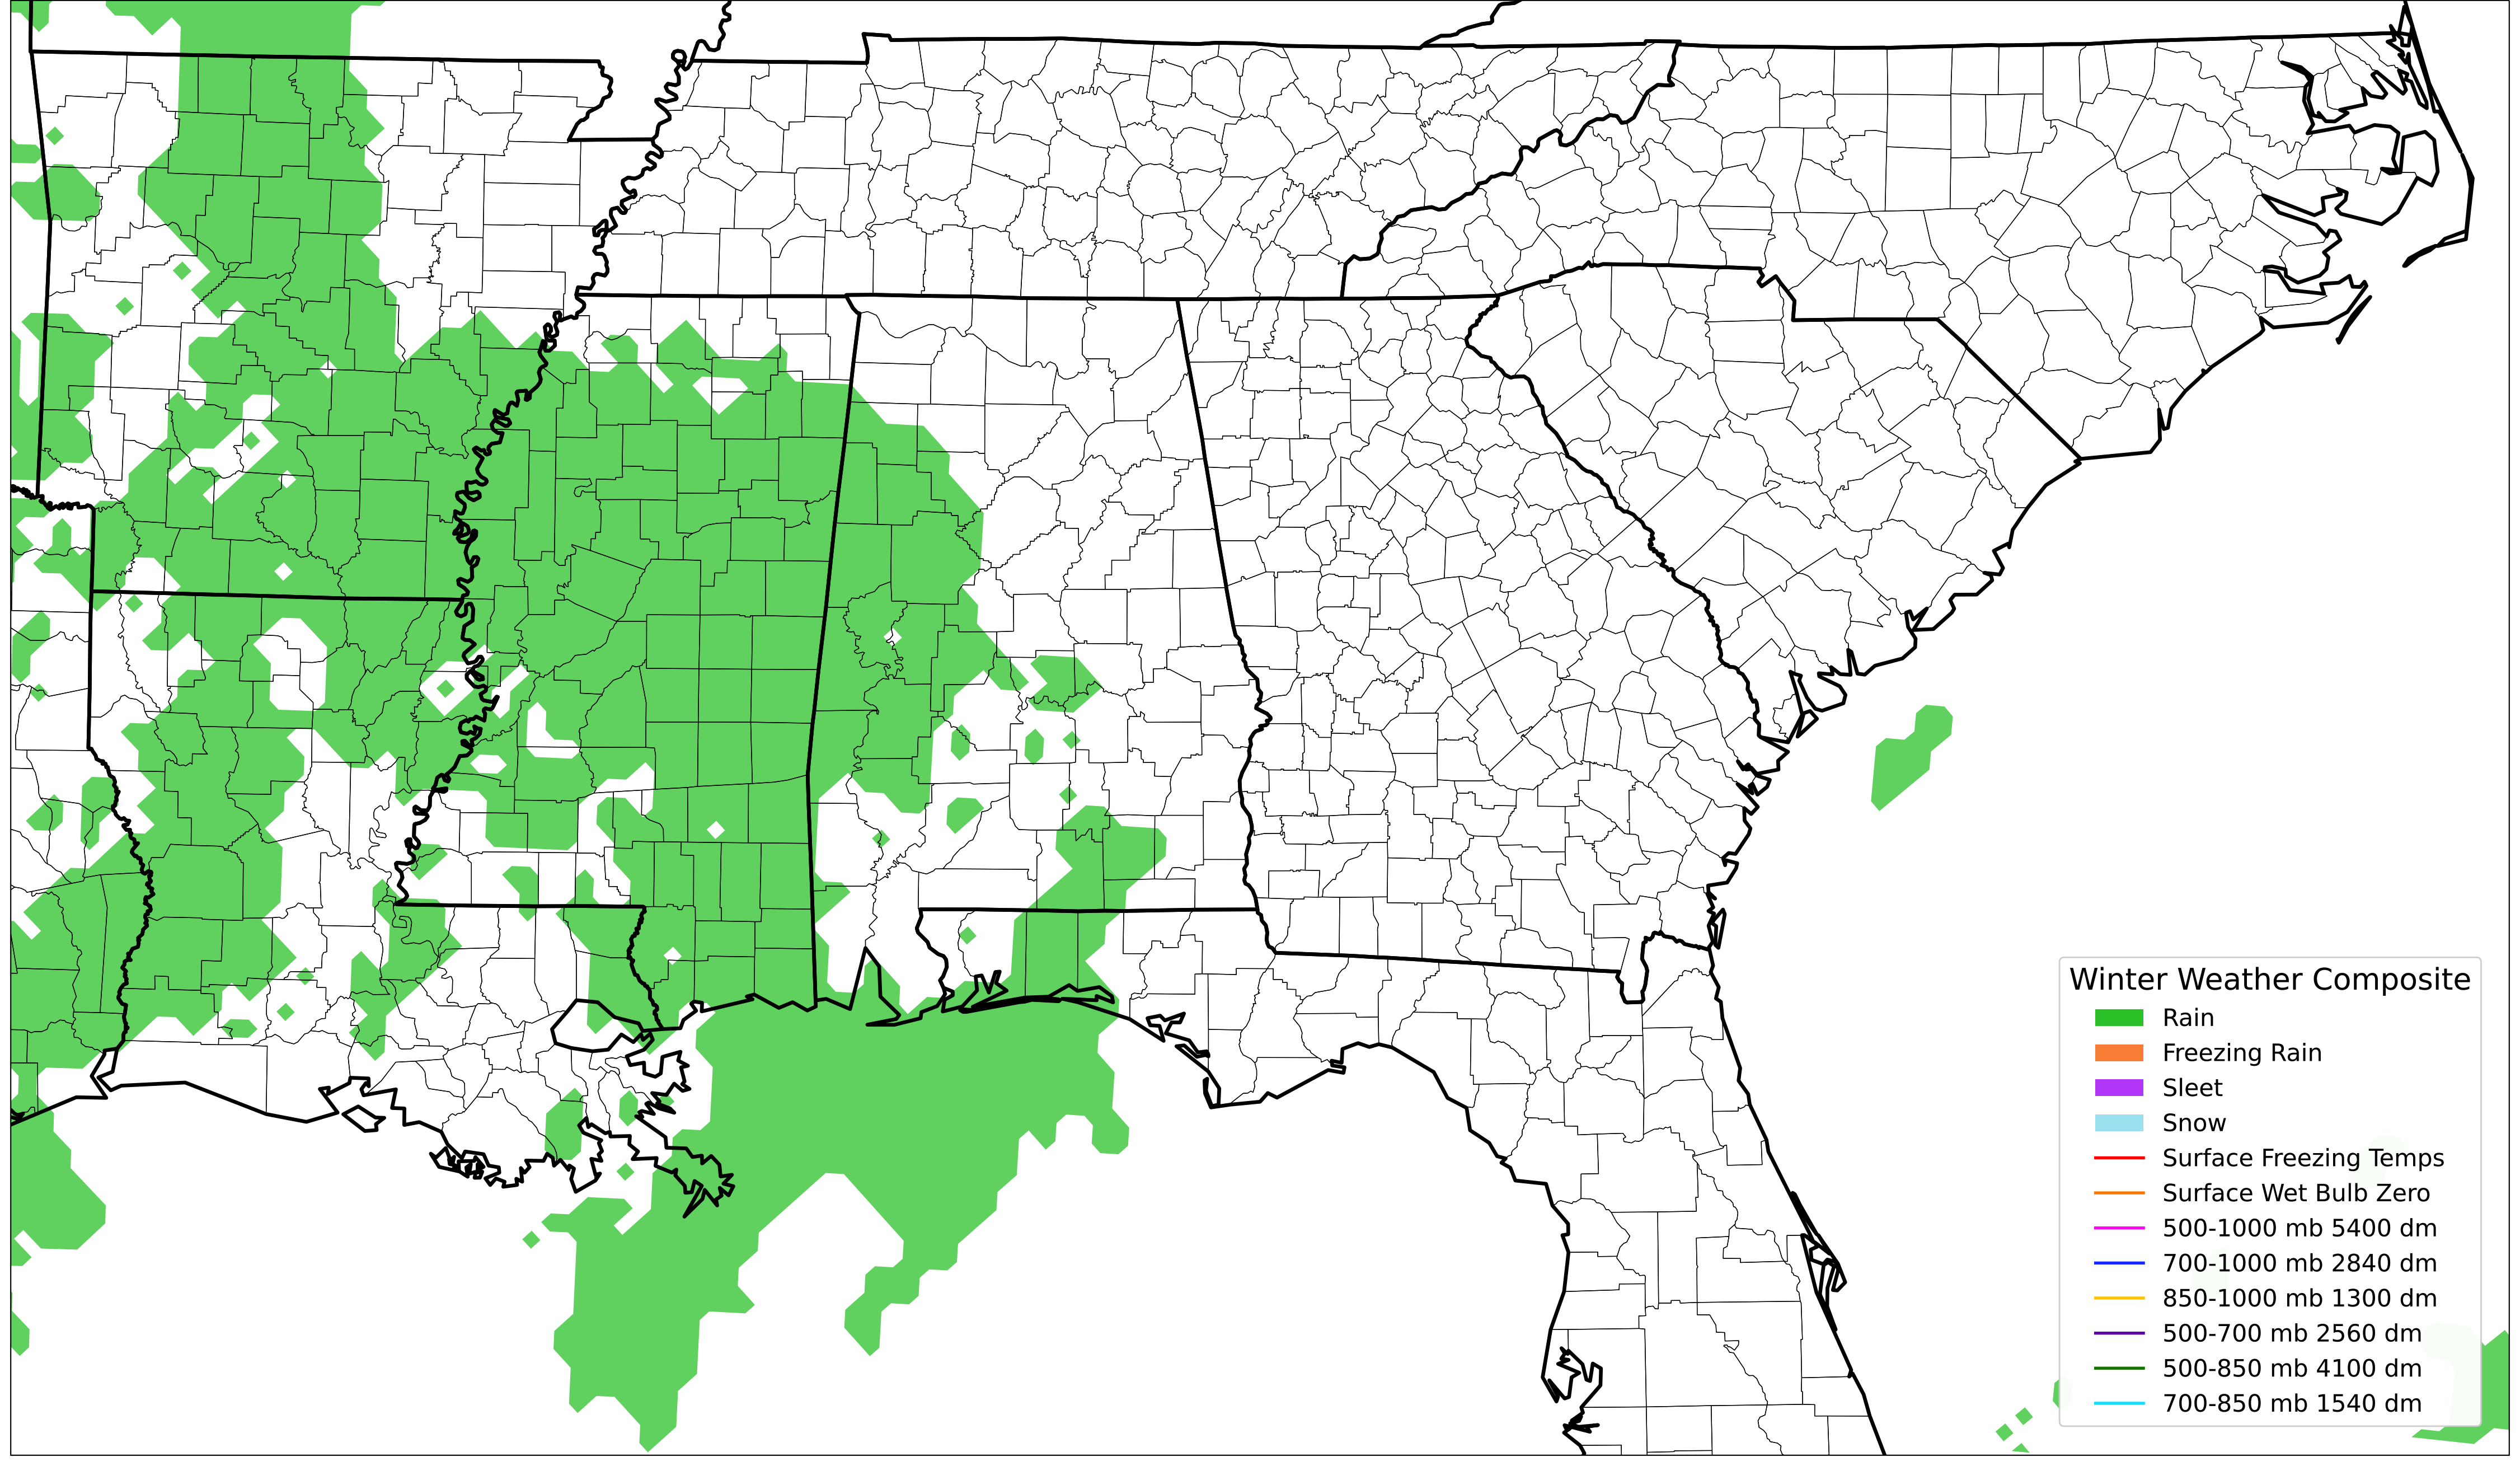 Winter Weather Composite
Rain
Freezing Rain
Sleet
Snow
Surface Freezing Temps
Surface Wet Bulb Zero
500-1000 mb 5400 dm
700-1000 mb 2840 dm
850-1000 mb 1300 dm
500-700 mb 2560 dm
500-850 mb 4100 dm
700-850 mb 1540 dm